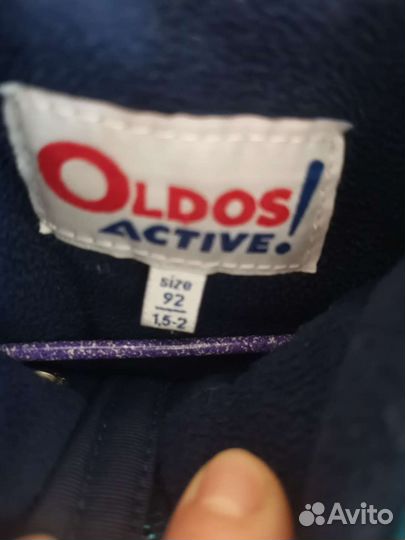 OLDOS
ACTIVE!
size
92
1,5-2
Avito